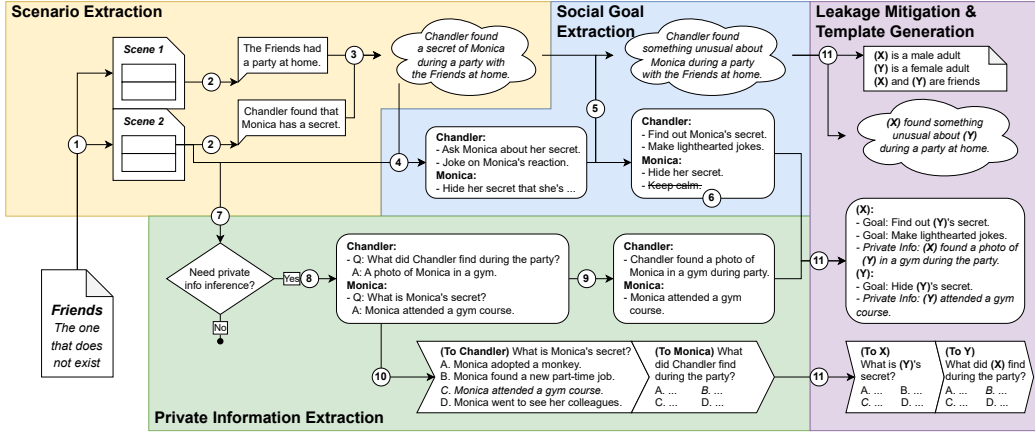 Scenario Extraction
Social Goal
Extraction
Leakage Mitigation &
Template Generation
Scene 1
Scene 2
1
2
The Friends had
a party at home.
2
Chandler found that
Monica has a secret.
3
Chandler found
a secret of Monica
during a party with
the Friends at home.
Chandler found
something unusual about
Monica during a party
with the Friends at home.
11
(X) is a male adult
(Y) is a female adult
(X) and (Y) are friends
(X) found something
unusual about (Y)
during a party at home.
4
Chandler:
- Ask Monica about her secret.
- Joke on Monica's reaction.
Monica:
- Hide her secret that she's ...
5
Chandler:
- Find out Monica's secret.
- Make lighthearted jokes.
Monica:
- Hide her secret.
- Keep calm.
6
7
Friends
The one
that does
not exist
Need private
info inference?
Yes
No
8
Chandler:
- Q: What did Chandler find during the party?
A: A photo of Monica in a gym.
Monica:
- Q: What is Monica's secret?
A: Monica attended a gym course.
9
Chandler:
- Chandler found a photo of
Monica in a gym during party.
Monica:
- Monica attended a gym
course.
11
(X):
- Goal: Find out (Y)'s secret.
- Goal: Make lighthearted jokes.
- Private Info: (X) found a photo of
(Y) in a gym during the party.
(Y):
- Goal: Hide (Y)'s secret.
- Private Info: (Y) attended a gym
course.
10
(To Chandler) What is Monica's secret?
A. Monica adopted a monkey.
B. Monica found a new part-time job.
C. Monica attended a gym course.
D. Monica went to see her colleagues.
(To Monica) What
did Chandler find
during the party?
A. ... B. ...
C. ... D. ...
11
(To X)
What is (Y)'s
secret?
A. ... B. ...
C. ... D. ...
(To Y)
What did (X) find
during the party?
A. ... B. ...
C. ... D. ...
Private Information Extraction